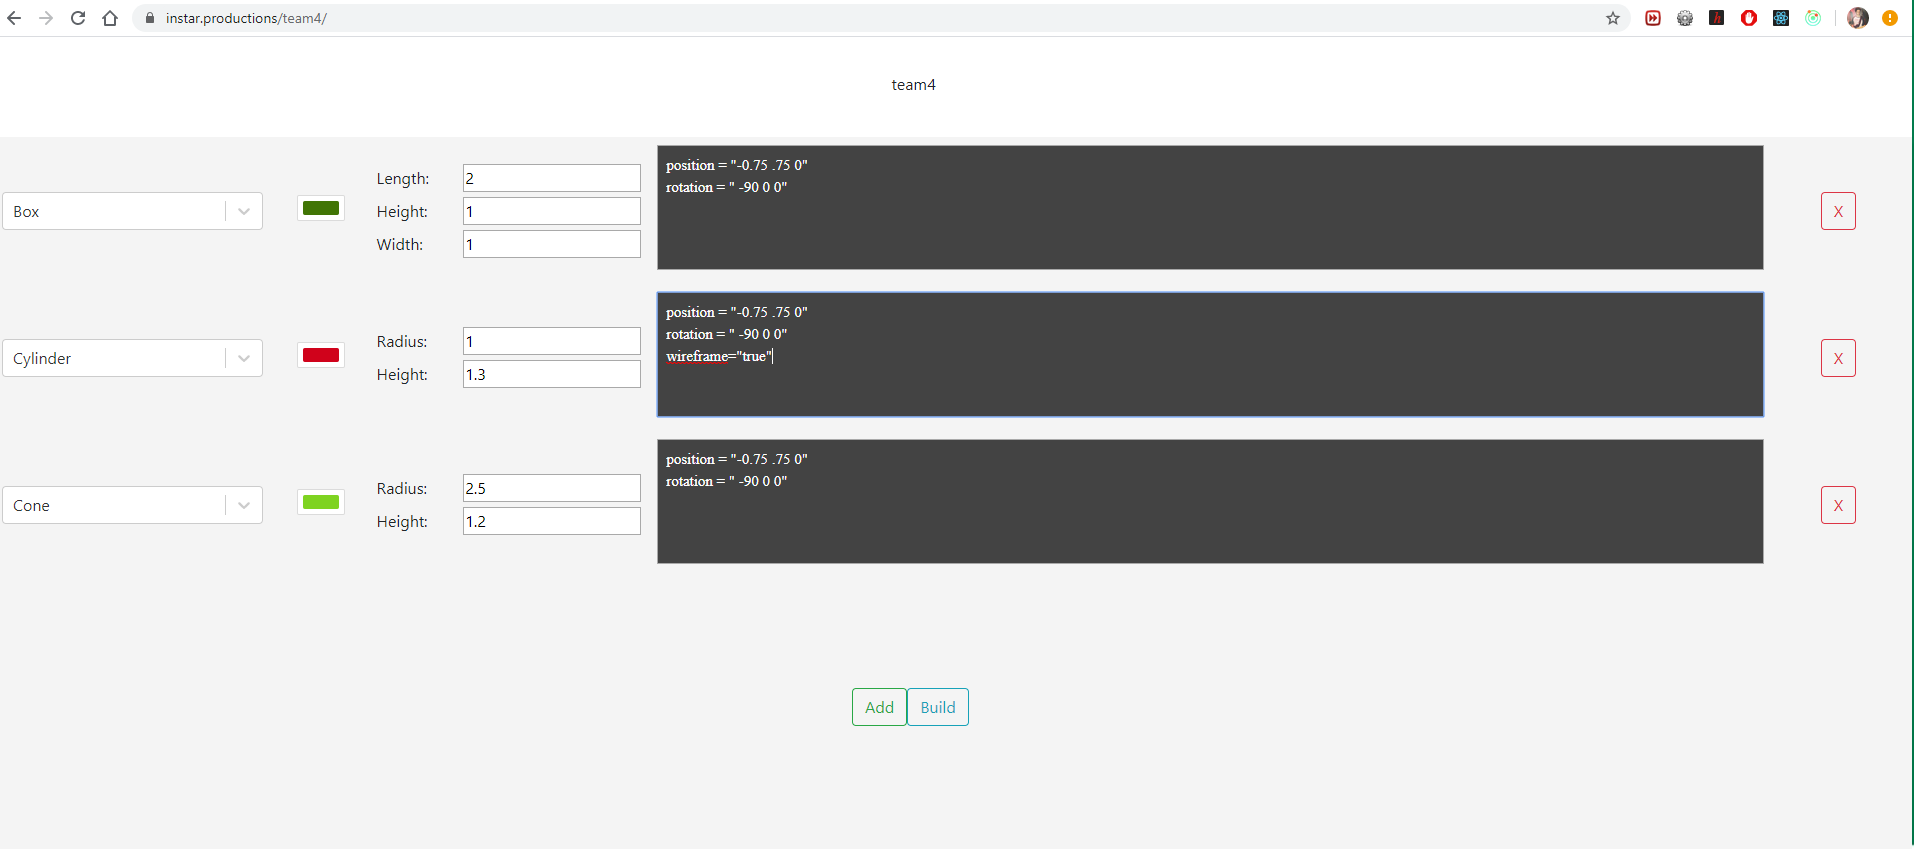 instar.productions/team4/
team4
Box
Length: 2
Height: 1
Width: 1
position = "-0.75 .75 0"
rotation = " -90 0 0"
X
Cylinder
Radius: 1
Height: 1.3
position = "-0.75 .75 0"
rotation = " -90 0 0"
wireframe="true"
X
Cone
Radius: 2.5
Height: 1.2
position = "-0.75 .75 0"
rotation = " -90 0 0"
X
Add Build